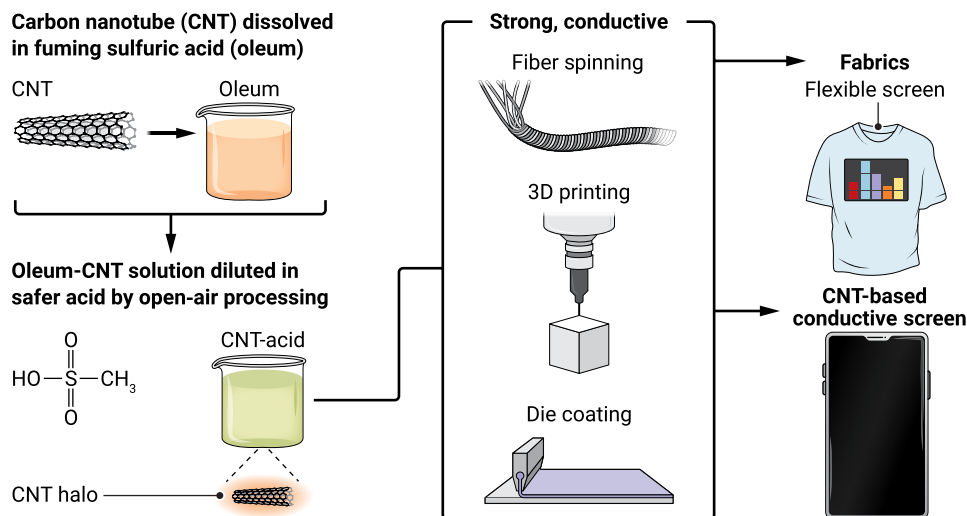 Carbon nanotube (CNT) dissolved
in fuming sulfuric acid (oleum)
CNT
Oleum
Oleum-CNT solution diluted in
safer acid by open-air processing
O
HO S CH₃
O
CNT-acid
CNT halo
Strong, conductive
Fiber spinning
3D printing
Die coating
Fabrics
Flexible screen
CNT-based
conductive screen